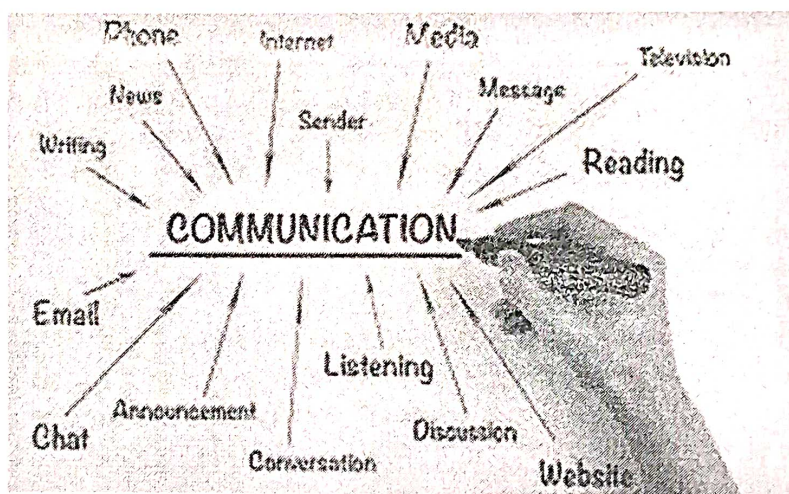 Phone
Internet
Media
Television
News
Message
Sender
Writing
Reading
COMMUNICATION
Email
Listening
Announcement
Chat
Discussion
Conversation
Website